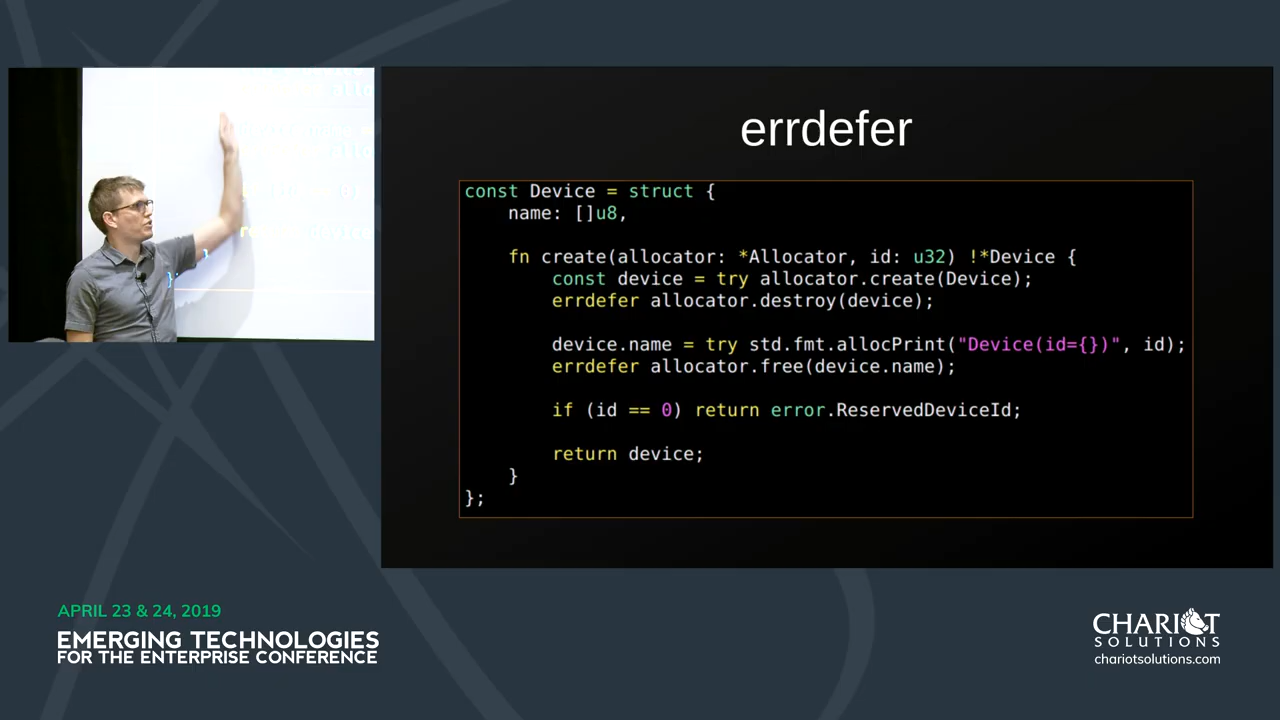 errdefer
const Device = struct {
    name: []u8,
    fn create(allocator: *Allocator, id: u32) !*Device {
        const device = try allocator.create(Device);
        errdefer allocator.destroy(device);
        device.name = try std.fmt.allocPrint("Device(id={})", id);
        errdefer allocator.free(device.name);
        if (id == 0) return error.ReservedDeviceId;
        return device;
    }
};
APRIL 23 & 24, 2019
EMERGING TECHNOLOGIES
FOR THE ENTERPRISE CONFERENCE
CHARIOT
SOLUTIONS
chariotsolutions.com